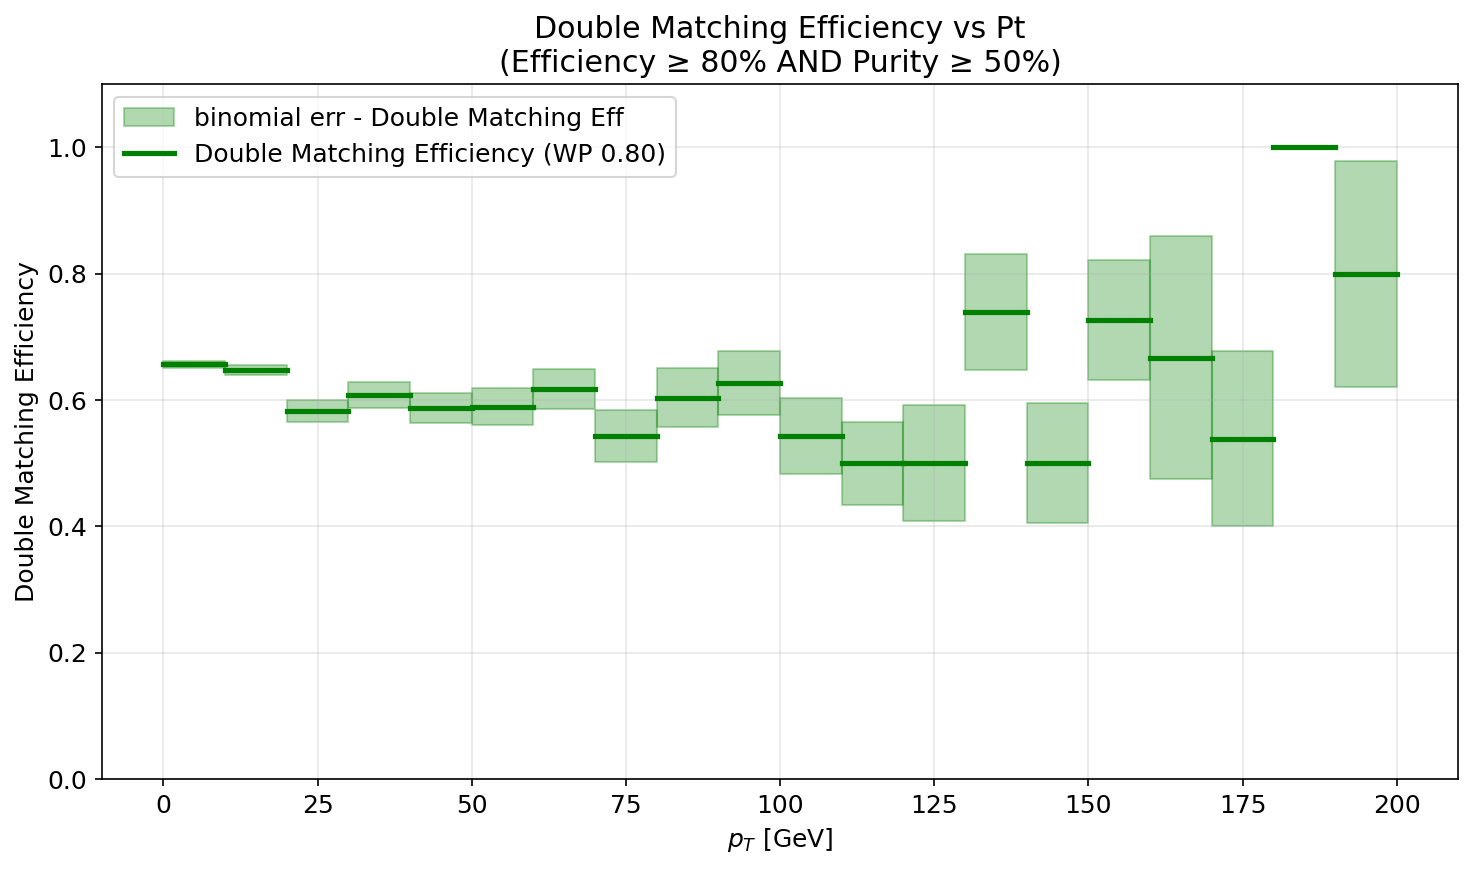 Double Matching Efficiency vs Pt
(Efficiency ≥ 80% AND Purity ≥ 50%)
binomial err - Double Matching Eff
Double Matching Efficiency (WP 0.80)
Double Matching Efficiency
1.0
0.8
0.6
0.4
0.2
0.0
0 25 50 75 100 125 150 175 200
p_T [GeV]